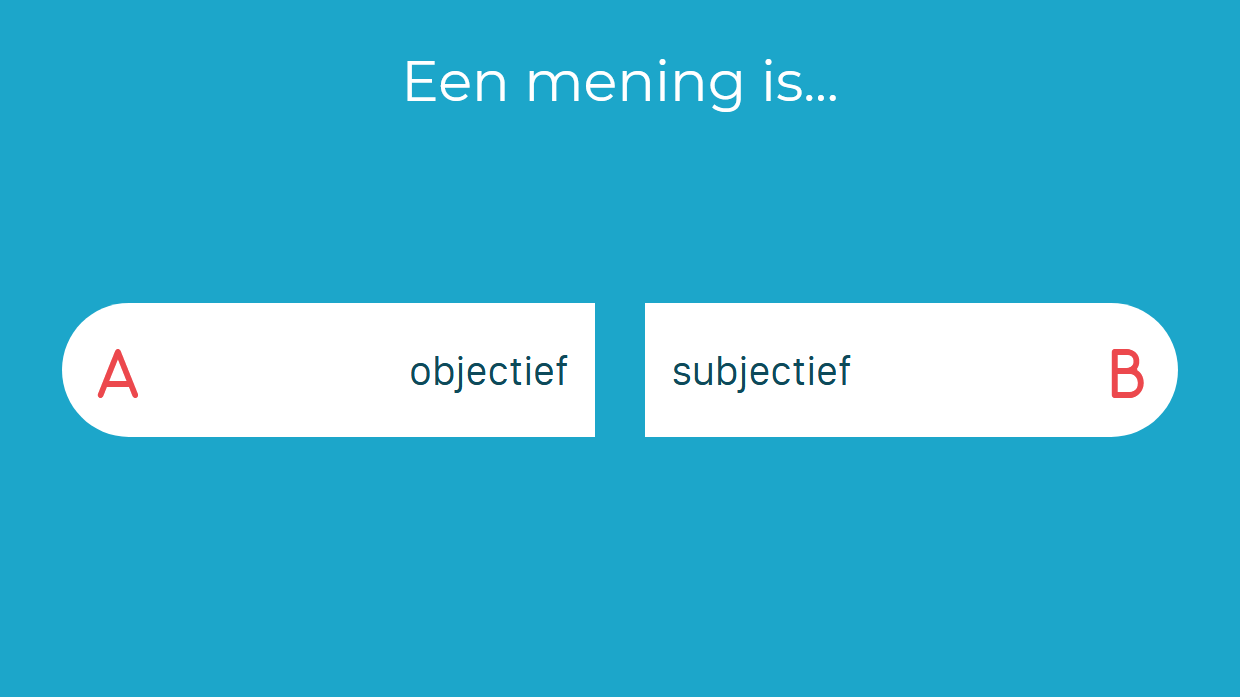 Een mening is...
A objectief
subjectief B